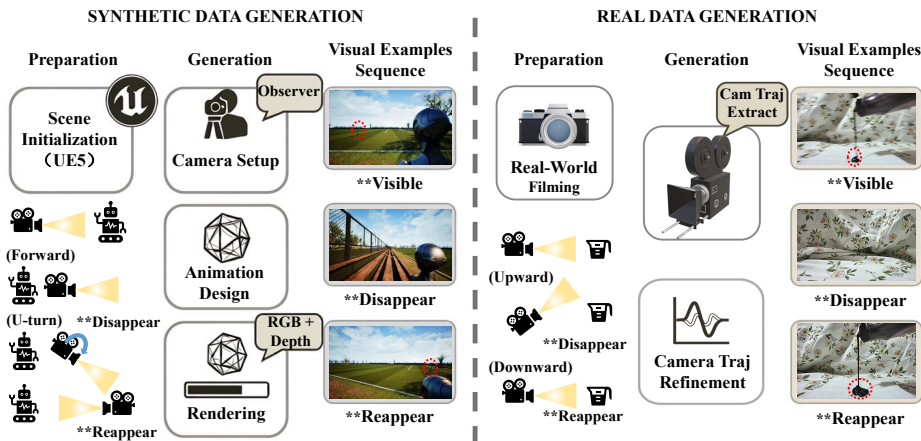 SYNTHETIC DATA GENERATION
Preparation
Generation
Visual Examples
Sequence
Scene
Initialization
（UE5）
Observer
Camera Setup
**Visible
(Forward)
(U-turn)
**Disappear
**Reappear
Animation
Design
**Disappear
RGB +
Depth
Rendering
**Reappear
REAL DATA GENERATION
Preparation
Generation
Visual Examples
Sequence
Real-World
Filming
Cam Traj
Extract
**Visible
(Upward)
**Disappear
(Downward)
**Reappear
Camera Traj
Refinement
**Disappear
**Reappear